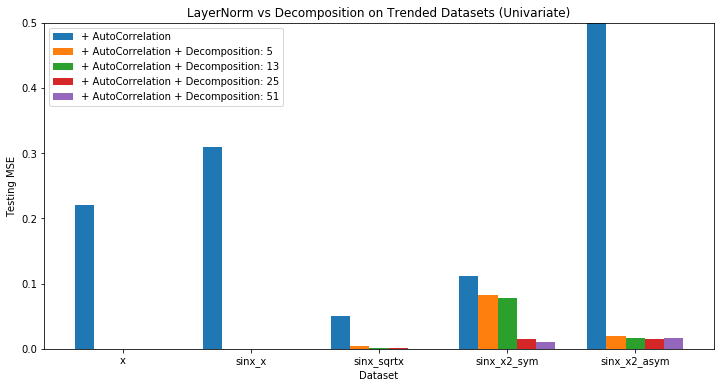 LayerNorm vs Decomposition on Trended Datasets (Univariate)
+ AutoCorrelation
+ AutoCorrelation + Decomposition: 5
+ AutoCorrelation + Decomposition: 13
+ AutoCorrelation + Decomposition: 25
+ AutoCorrelation + Decomposition: 51
Testing MSE
0.5
0.4
0.3
0.2
0.1
0.0
x sinx_x sinx_sqrtx sinx_x2_sym sinx_x2_asym
Dataset